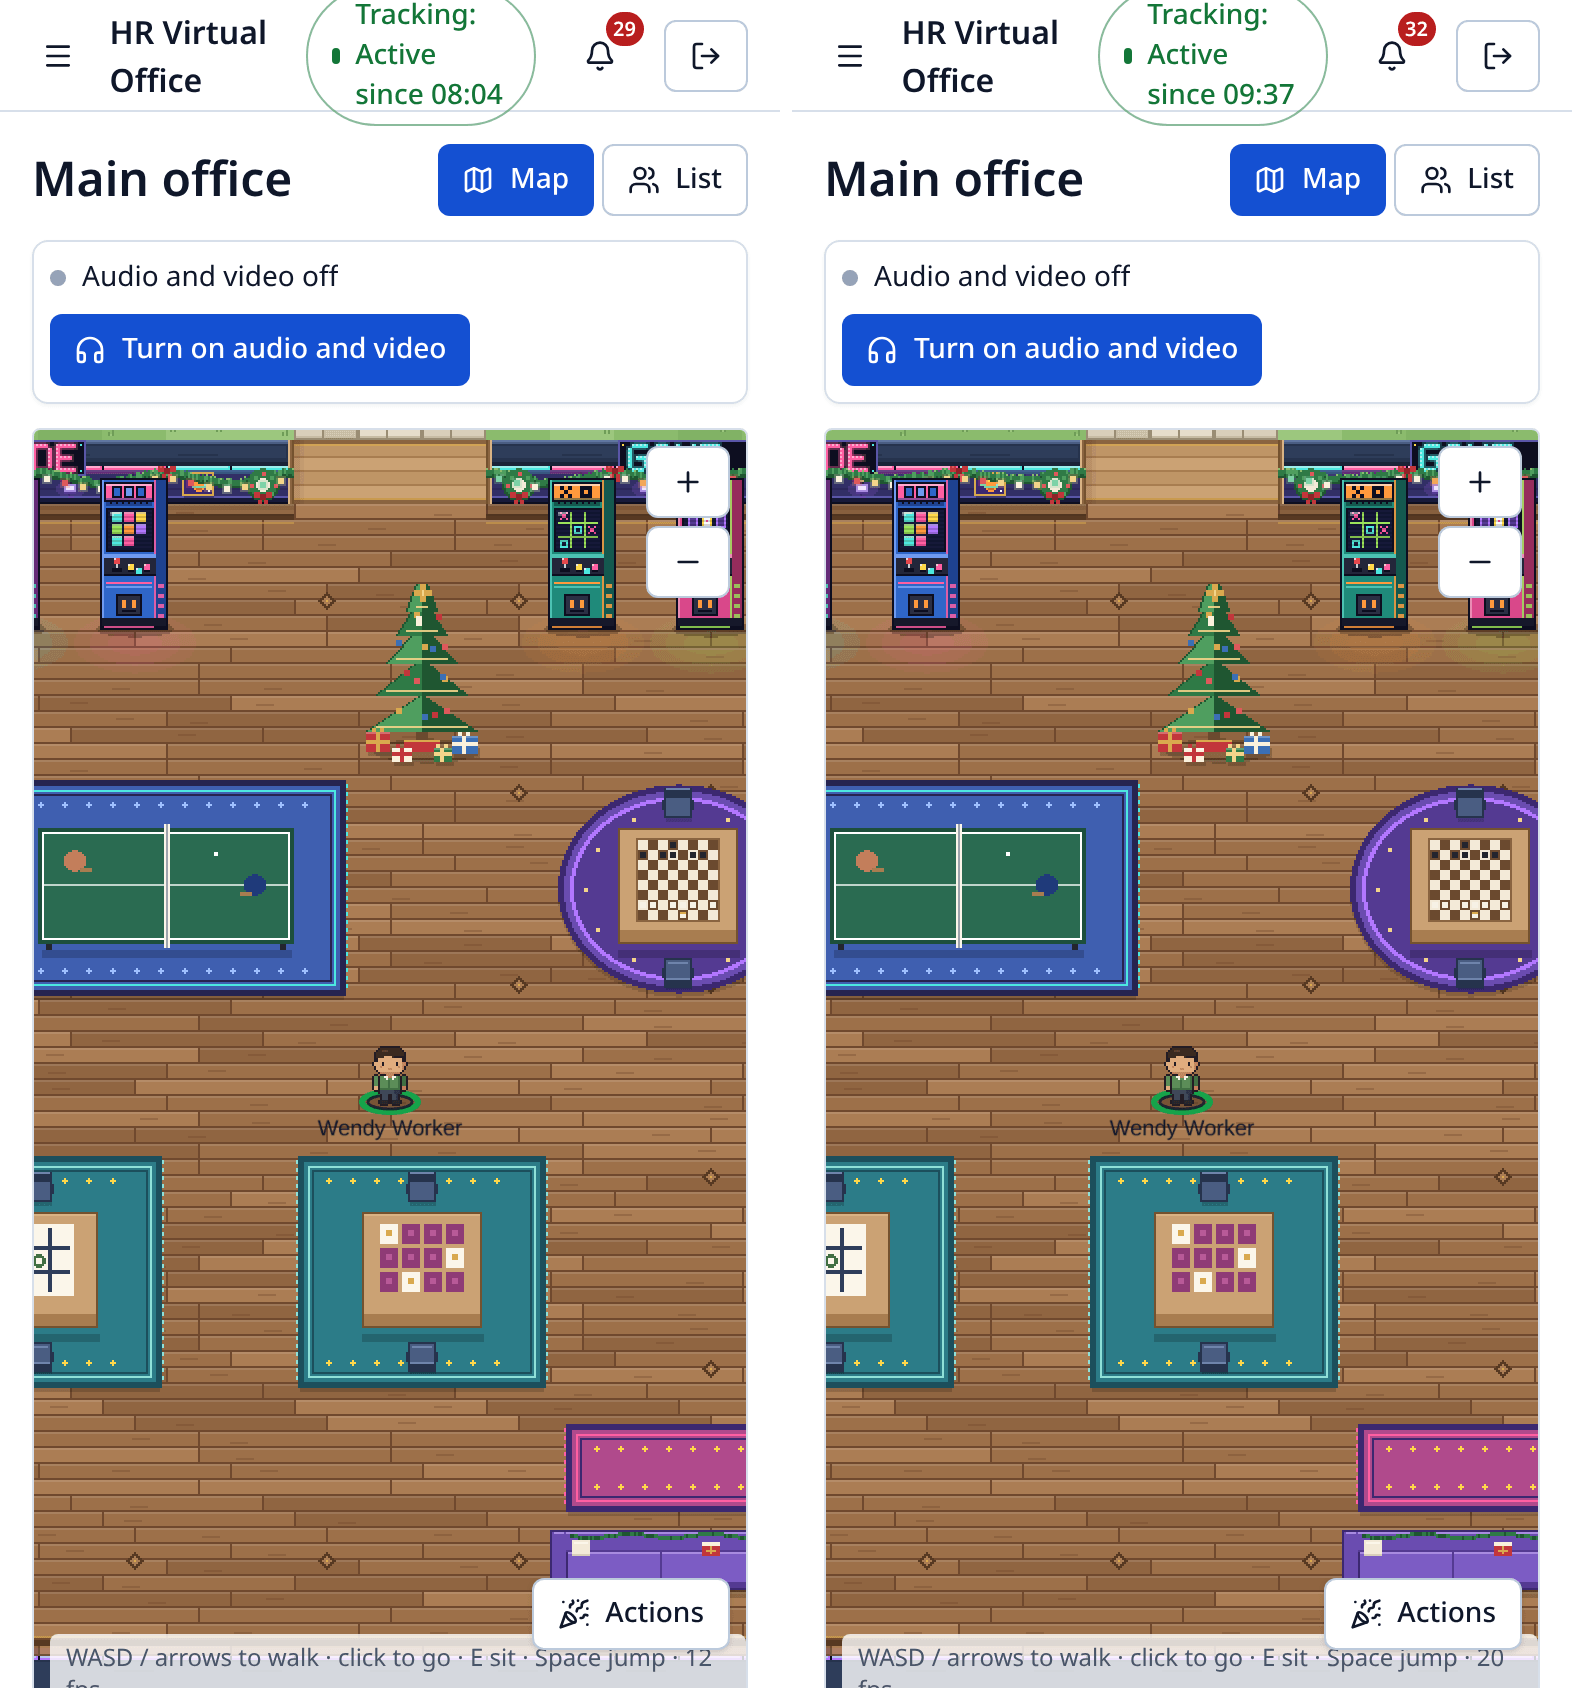 HR Virtual
Office
Tracking:
Active
since 08:04
29
Main office
Map
List
Audio and video off
Turn on audio and video
Wendy Worker
Actions
WASD / arrows to walk · click to go · E sit · Space jump · 12
fps
HR Virtual
Office
Tracking:
Active
since 09:37
32
Main office
Map
List
Audio and video off
Turn on audio and video
Wendy Worker
Actions
WASD / arrows to walk · click to go · E sit · Space jump · 20
fps